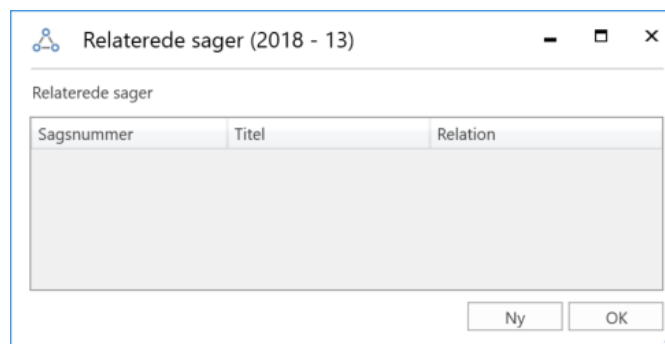 Relaterede sager (2018 - 13)
Relaterede sager
Sagsnummer Titel Relation
Ny OK